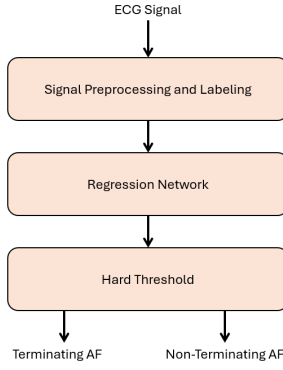 ECG Signal
Signal Preprocessing and Labeling
Regression Network
Hard Threshold
Terminating AF
Non-Terminating AF